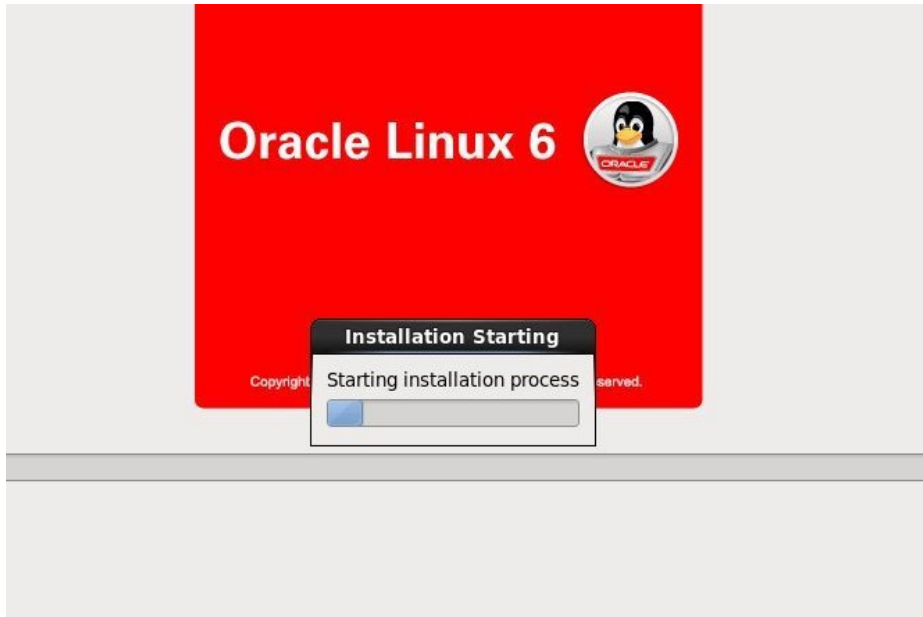 Oracle Linux 6
ORACLE
Installation Starting
Starting installation process
Copyright
served.